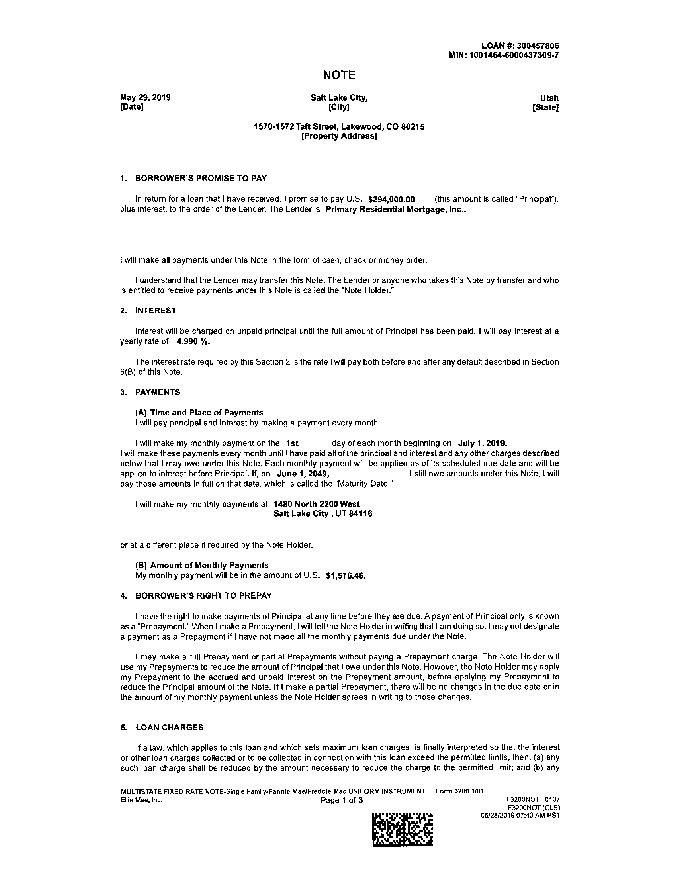 LOAN #: 300457806
MIN: 1001464-6000437309-7
NOTE
May 29, 2019 Salt Lake City, Utah
[Date] [City] [State]
1570-1572 Taft Street, Lakewood, CO 80215
[Property Address]
1. BORROWER'S PROMISE TO PAY
In return for a loan that I have received, I promise to pay U.S. $294,000.00 (this amount is called "Principal"),
plus interest, to the order of the Lender. The Lender is Primary Residential Mortgage, Inc..
I will make all payments under this Note in the form of cash, check or money order.
I understand that the Lender may transfer this Note. The Lender or anyone who takes this Note by transfer and who
is entitled to receive payments under this Note is called the "Note Holder."
2. INTEREST
Interest will be charged on unpaid principal until the full amount of Principal has been paid. I will pay interest at a
yearly rate of 4.990 %.
The interest rate required by this Section 2 is the rate I will pay both before and after any default described in Section
6(B) of this Note.
3. PAYMENTS
(A) Time and Place of Payments
I will pay principal and interest by making a payment every month.
I will make my monthly payment on the 1st day of each month beginning on July 1, 2019.
I will make these payments every month until I have paid all of the principal and interest and any other charges described
below that I may owe under this Note. Each monthly payment will be applied as of its scheduled due date and will be
applied to interest before Principal. If, on June 1, 2049, I still owe amounts under this Note, I will
pay those amounts in full on that date, which is called the "Maturity Date."
I will make my monthly payments at 1480 North 2200 West
Salt Lake City , UT 84116
or at a different place if required by the Note Holder.
(B) Amount of Monthly Payments
My monthly payment will be in the amount of U.S. $1,576.46.
4. BORROWER'S RIGHT TO PREPAY
I have the right to make payments of Principal at any time before they are due. A payment of Principal only is known
as a "Prepayment." When I make a Prepayment, I will tell the Note Holder in writing that I am doing so. I may not designate
a payment as a Prepayment if I have not made all the monthly payments due under the Note.
I may make a full Prepayment or partial Prepayments without paying a Prepayment charge. The Note Holder will
use my Prepayments to reduce the amount of Principal that I owe under this Note. However, the Note Holder may apply
my Prepayment to the accrued and unpaid interest on the Prepayment amount, before applying my Prepayment to
reduce the Principal amount of the Note. If I make a partial Prepayment, there will be no changes in the due date or in
the amount of my monthly payment unless the Note Holder agrees in writing to those changes.
5. LOAN CHARGES
If a law, which applies to this loan and which sets maximum loan charges, is finally interpreted so that the interest
or other loan charges collected or to be collected in connection with this loan exceed the permitted limits, then: (a) any
such loan charge shall be reduced by the amount necessary to reduce the charge to the permitted limit; and (b) any
MULTISTATE FIXED RATE NOTE-Single Family-Fannie Mae/Freddie Mac UNIFORM INSTRUMENT Form 3200 1/01
Ellie Mae, Inc. Page 1 of 3 F3200NOT 0107
F3200NOT (CLS)
05/28/2019 07:43 AM PST